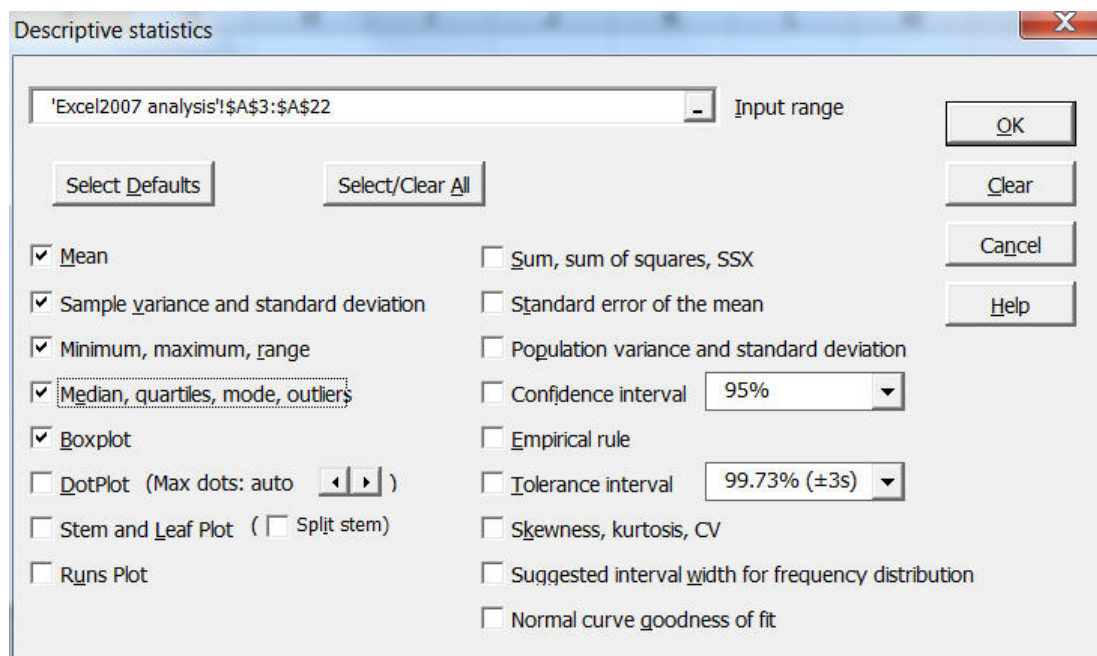 Descriptive statistics
X
'Excel2007 analysis'!$A$3:$A$22
-
Input range
OK
Select Defaults
Select/Clear All
Clear
Mean
Sum, sum of squares, SSX
Cancel
Sample variance and standard deviation
Standard error of the mean
Help
Minimum, maximum, range
Population variance and standard deviation
Median, quartiles, mode, outliers
Confidence interval
95%
Boxplot
Empirical rule
DotPlot (Max dots: auto )
Tolerance interval
99.73% (±3s)
Stem and Leaf Plot ( Split stem)
Skewness, kurtosis, CV
Runs Plot
Suggested interval width for frequency distribution
Normal curve goodness of fit